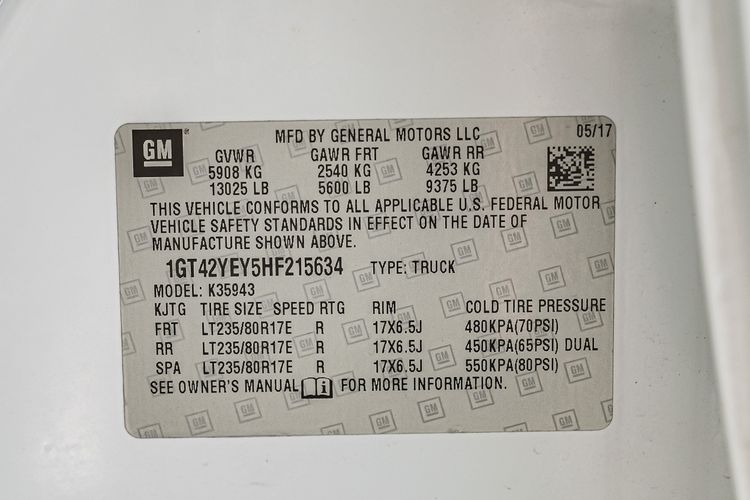 GM MFD BY GENERAL MOTORS LLC 05/17
GVWR GAWR FRT GAWR RR
5908 KG 2540 KG 4253 KG
13025 LB 5600 LB 9375 LB
THIS VEHICLE CONFORMS TO ALL APPLICABLE U.S. FEDERAL MOTOR
VEHICLE SAFETY STANDARDS IN EFFECT ON THE DATE OF
MANUFACTURE SHOWN ABOVE.
1GT42YEY5HF215634 TYPE: TRUCK
MODEL: K35943
KJTG TIRE SIZE SPEED RTG RIM COLD TIRE PRESSURE
FRT LT235/80R17E R 17X6.5J 480KPA(70PSI)
RR LT235/80R17E R 17X6.5J 450KPA(65PSI) DUAL
SPA LT235/80R17E R 17X6.5J 550KPA(80PSI)
SEE OWNER'S MANUAL FOR MORE INFORMATION.